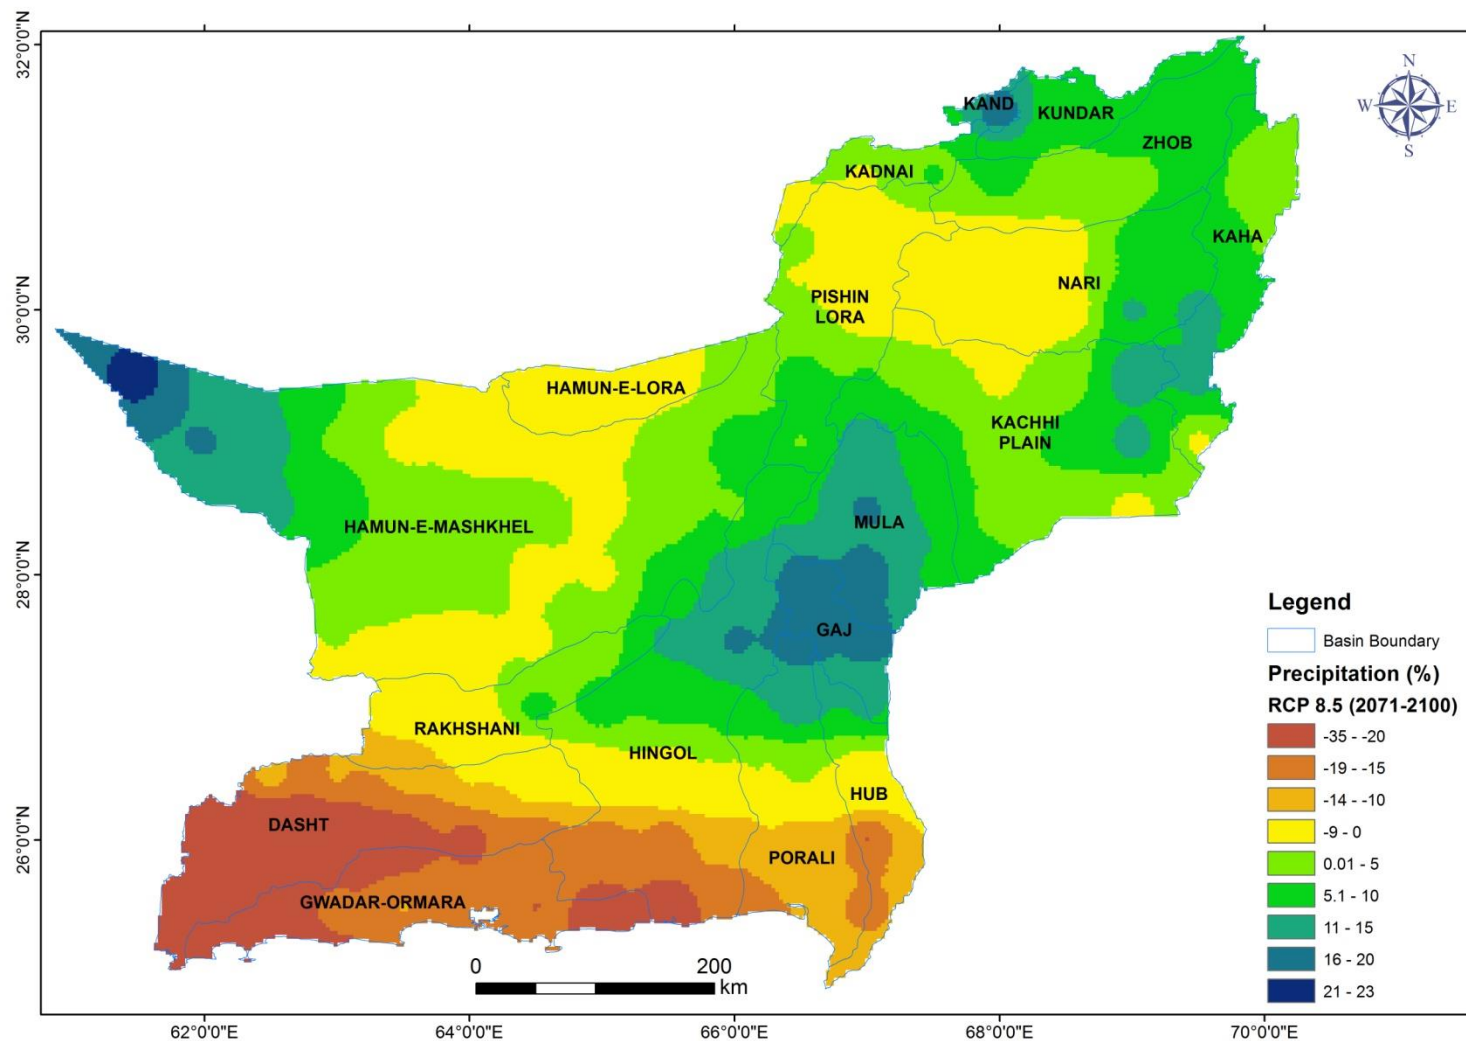 32°0'0"N
30°0'0"N
28°0'0"N
26°0'0"N
N
W E
S
KAND
KUNDAR
ZHOB
KADNAI
KAHA
NARI
PISHIN
LORA
HAMUN-E-LORA
KACHHI
PLAIN
HAMUN-E-MASHKHEL
MULA
GAJ
RAKHSHANI
HINGOL
HUB
DASHT
PORALI
GWADAR-ORMARA
0 200
km
Legend
Basin Boundary
Precipitation (%)
RCP 8.5 (2071-2100)
-35 - -20
-19 - -15
-14 - -10
-9 - 0
0.01 - 5
5.1 - 10
11 - 15
16 - 20
21 - 23
62°0'0"E 64°0'0"E 66°0'0"E 68°0'0"E 70°0'0"E